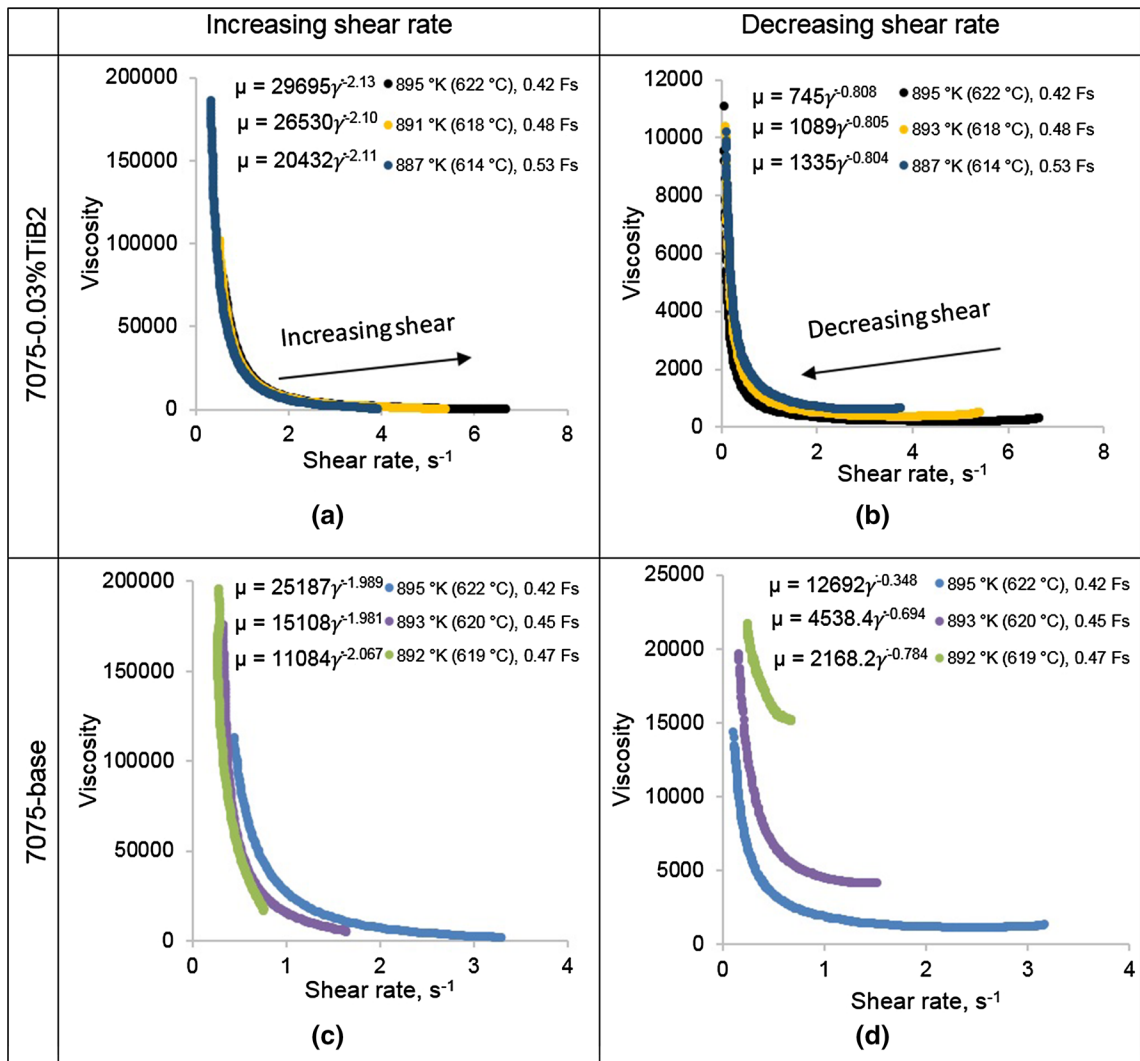 Increasing shear rate
Decreasing shear rate
7075-0.03%TiB2
200000
150000
100000
50000
0
Viscosity
μ = 29695γ^-2.13 895 °K (622 °C), 0.42 Fs
μ = 26530γ^-2.10 891 °K (618 °C), 0.48 Fs
μ = 20432γ^-2.11 887 °K (614 °C), 0.53 Fs
Increasing shear
0 2 4 6 8
Shear rate, s^-1
(a)
12000
10000
8000
6000
4000
2000
0
Viscosity
μ = 745γ^-0.808 895 °K (622 °C), 0.42 Fs
μ = 1089γ^-0.805 893 °K (618 °C), 0.48 Fs
μ = 1335γ^-0.804 887 °K (614 °C), 0.53 Fs
Decreasing shear
0 2 4 6 8
Shear rate, s^-1
(b)
7075-base
200000
150000
100000
50000
0
Viscosity
μ = 25187γ^-1.989 895 °K (622 °C), 0.42 Fs
μ = 15108γ^-1.981 893 °K (620 °C), 0.45 Fs
μ = 11084γ^-2.067 892 °K (619 °C), 0.47 Fs
0 1 2 3 4
Shear rate, s^-1
(c)
25000
20000
15000
10000
5000
0
Viscosity
μ = 12692γ^-0.348 895 °K (622 °C), 0.42 Fs
μ = 4538.4γ^-0.694 893 °K (620 °C), 0.45 Fs
μ = 2168.2γ^-0.784 892 °K (619 °C), 0.47 Fs
0 1 2 3 4
Shear rate, s^-1
(d)